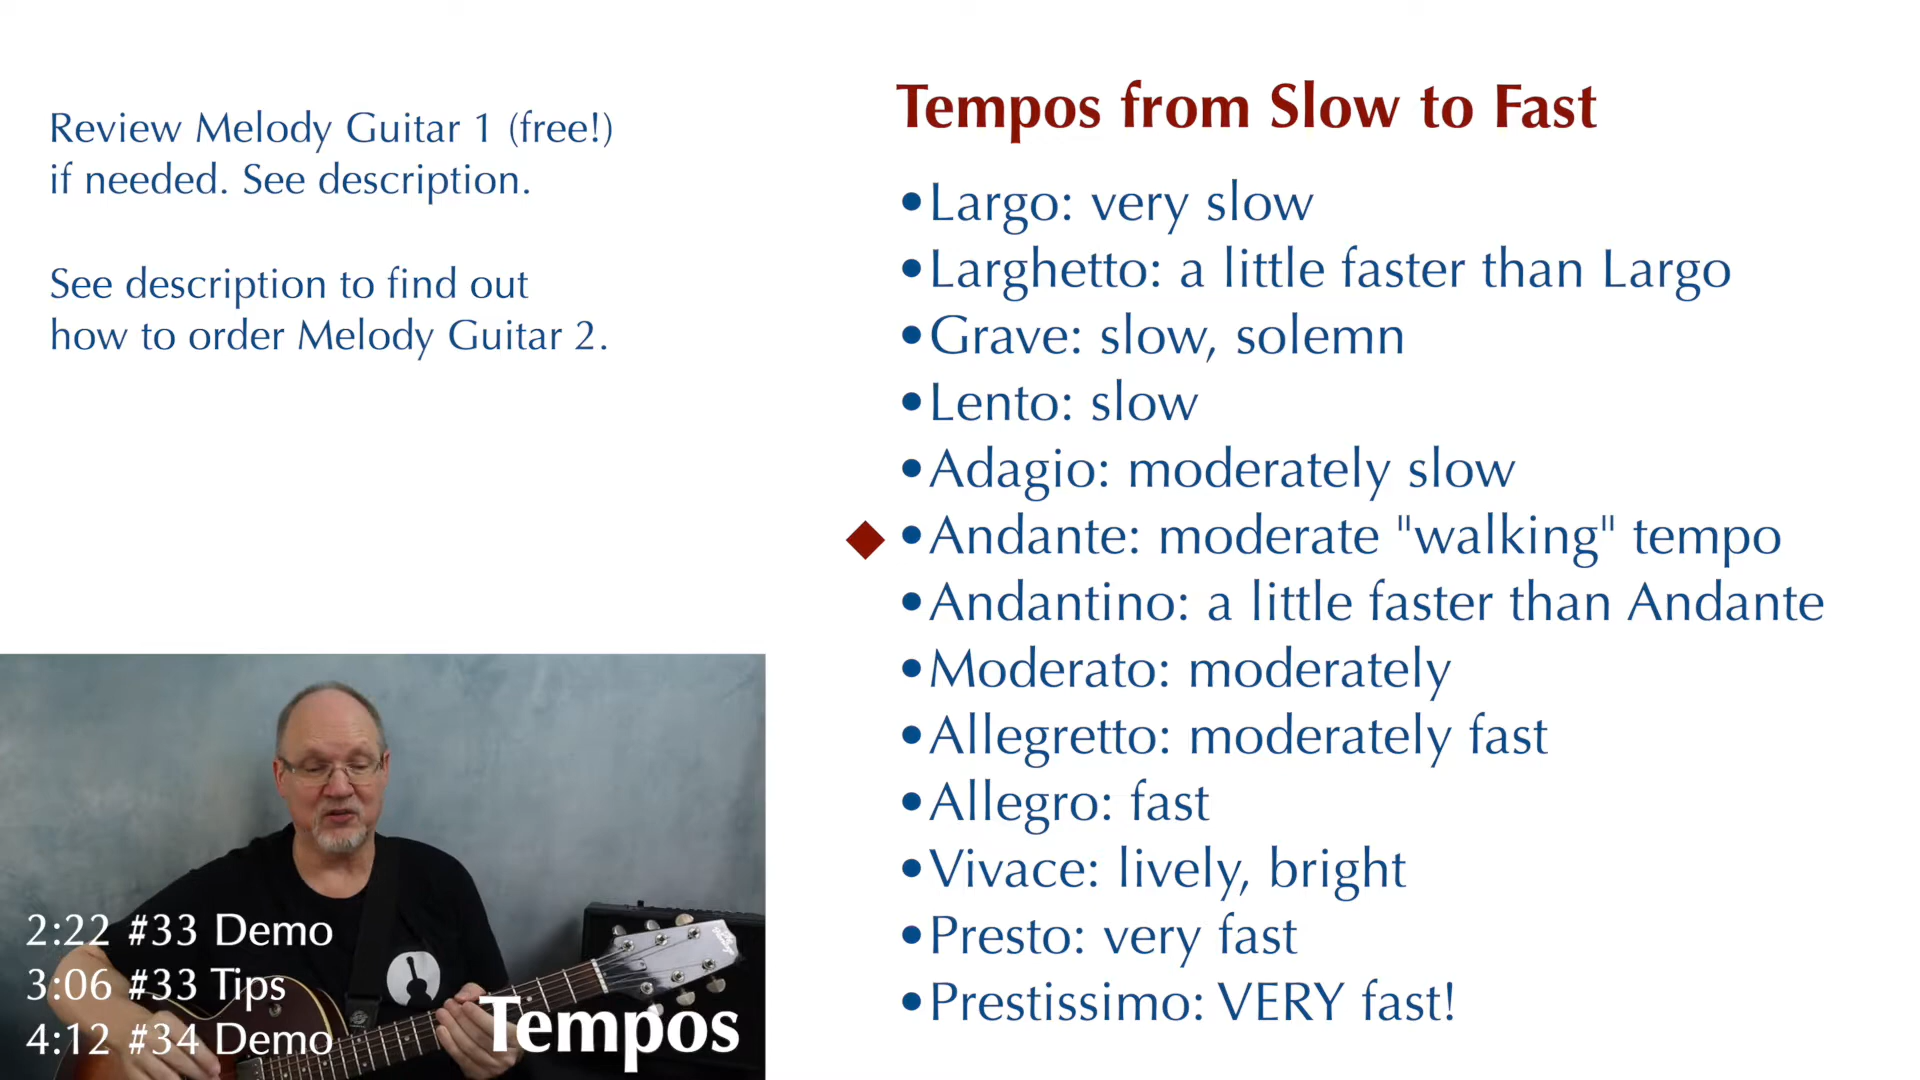 Review Melody Guitar 1 (free!)
if needed. See description.
See description to find out
how to order Melody Guitar 2.
Tempos from Slow to Fast
•Largo: very slow
•Larghetto: a little faster than Largo
•Grave: slow, solemn
•Lento: slow
•Adagio: moderately slow
•Andante: moderate "walking" tempo
•Andantino: a little faster than Andante
•Moderato: moderately
•Allegretto: moderately fast
•Allegro: fast
•Vivace: lively, bright
•Presto: very fast
•Prestissimo: VERY fast!
2:22 #33 Demo
3:06 #33 Tips
4:12 #34 Demo
Tempos